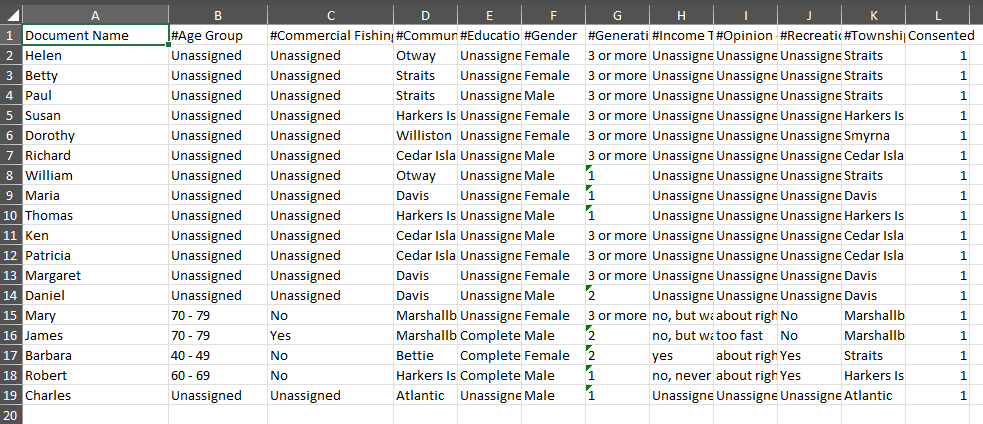 A B C D E F G H I J K L
1 Document Name #Age Group #Commercial Fishing #Commun #Educatio #Gender #Generati #Income T #Opinion #Recreatio #Township Consented
2 Helen Unassigned Unassigned Otway Unassigne Female 3 or more Unassigne Unassigne Unassigne Straits 1
3 Betty Unassigned Unassigned Straits Unassigne Female 3 or more Unassigne Unassigne Unassigne Straits 1
4 Paul Unassigned Unassigned Straits Unassigne Male 3 or more Unassigne Unassigne Unassigne Straits 1
5 Susan Unassigned Unassigned Harkers Is Unassigne Female 3 or more Unassigne Unassigne Unassigne Harkers Is 1
6 Dorothy Unassigned Unassigned Williston Unassigne Female 3 or more Unassigne Unassigne Unassigne Smyrna 1
7 Richard Unassigned Unassigned Cedar Isla Unassigne Male 3 or more Unassigne Unassigne Unassigne Cedar Isla 1
8 William Unassigned Unassigned Otway Unassigne Male 1 Unassigne Unassigne Unassigne Straits 1
9 Maria Unassigned Unassigned Davis Unassigne Female 1 Unassigne Unassigne Unassigne Davis 1
10 Thomas Unassigned Unassigned Harkers Is Unassigne Male 1 Unassigne Unassigne Unassigne Harkers Is 1
11 Ken Unassigned Unassigned Cedar Isla Unassigne Male 3 or more Unassigne Unassigne Unassigne Cedar Isla 1
12 Patricia Unassigned Unassigned Cedar Isla Unassigne Female 3 or more Unassigne Unassigne Unassigne Cedar Isla 1
13 Margaret Unassigned Unassigned Davis Unassigne Female 3 or more Unassigne Unassigne Unassigne Davis 1
14 Daniel Unassigned Unassigned Davis Unassigne Male 2 Unassigne Unassigne Unassigne Davis 1
15 Mary 70 - 79 No Marshallb Unassigne Female 3 or more no, but wa about righ No Marshallb 1
16 James 70 - 79 Yes Marshallb Complete Male 2 no, but wa too fast No Marshallb 1
17 Barbara 40 - 49 No Bettie Complete Female 2 yes about righ Yes Straits 1
18 Robert 60 - 69 No Harkers Is Complete Male 1 no, never about righ Yes Harkers Is 1
19 Charles Unassigned Unassigned Atlantic Unassigne Male 1 Unassigne Unassigne Unassigne Atlantic 1
20